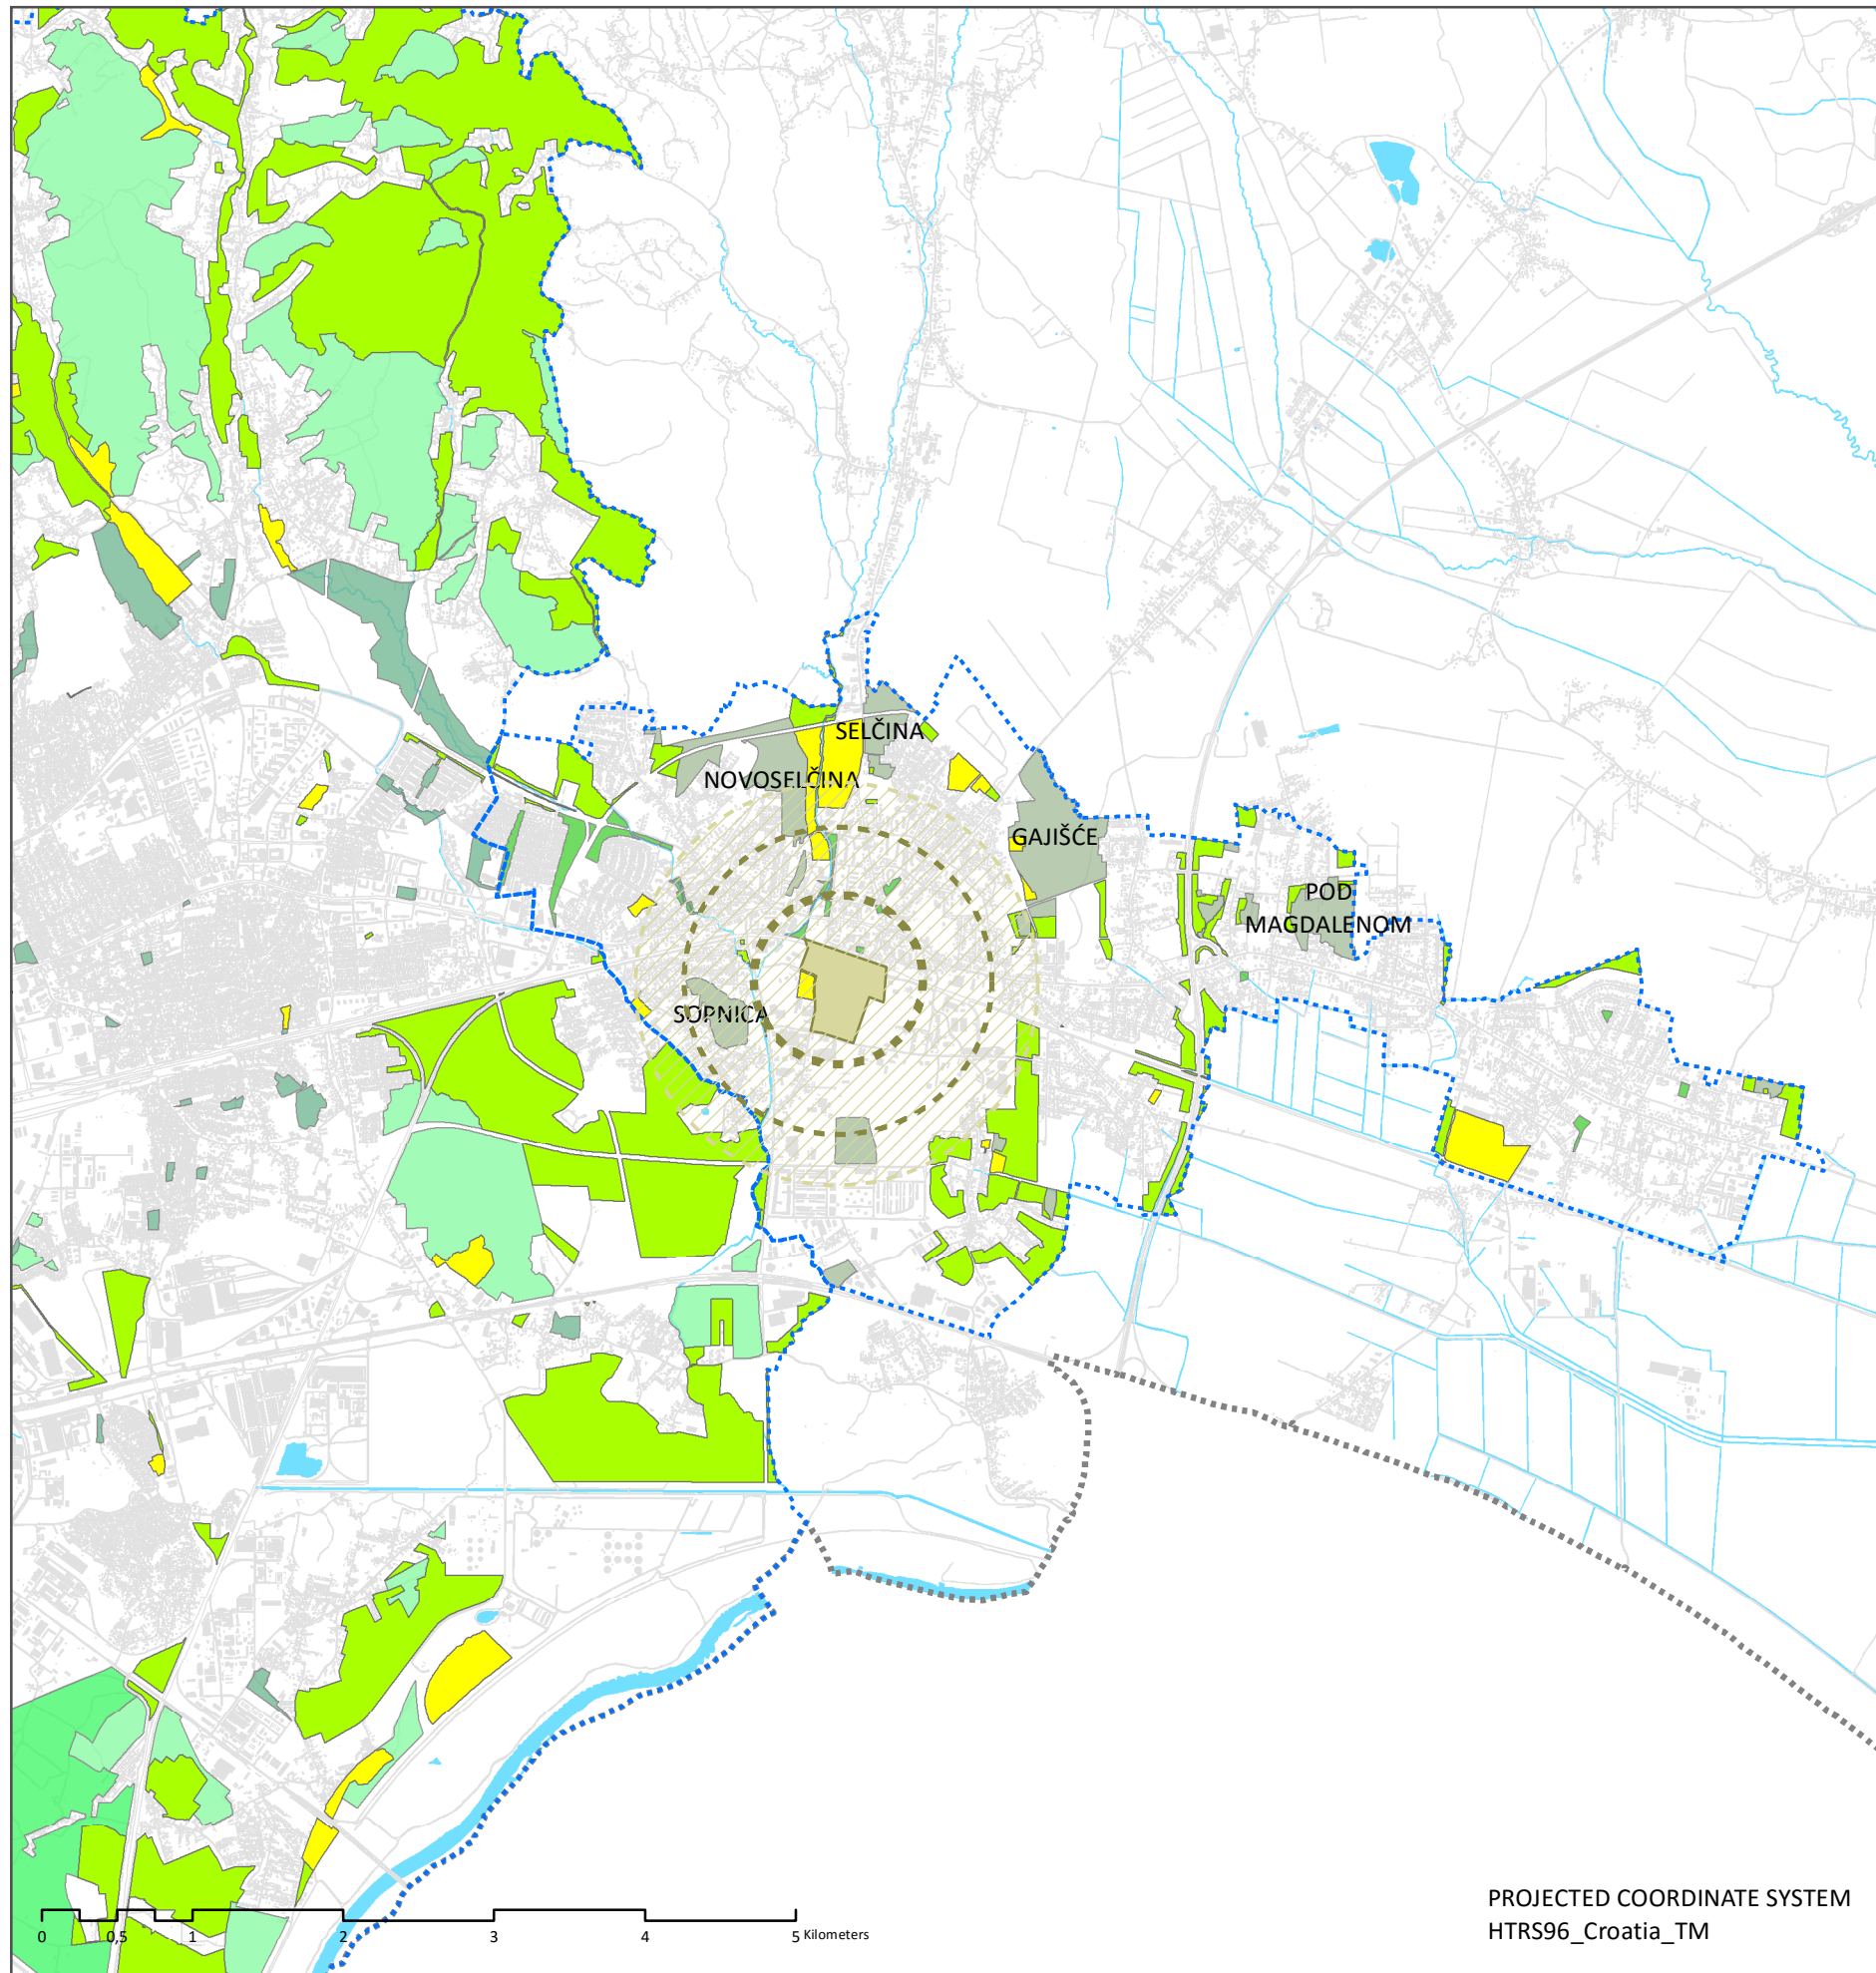 SELČINA
NOVOSELČINA
GAJIŠĆE
POD
MAGDALENOM
SOPNICA
0 0,5 1 2 3 4 5 Kilometers
PROJECTED COORDINATE SYSTEM
HTRS96_Croatia_TM